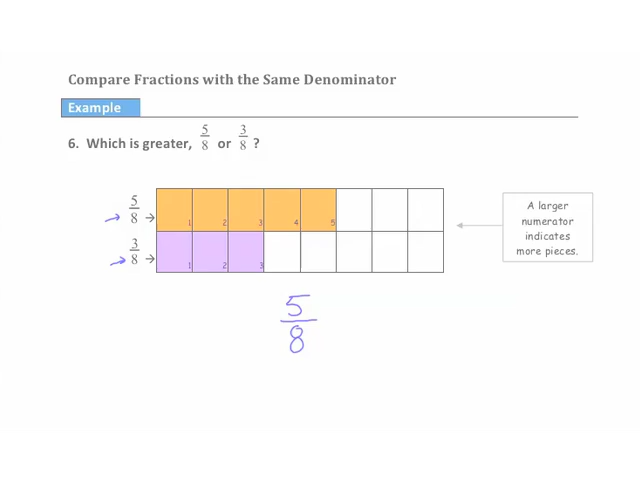 Compare Fractions with the Same Denominator
Example
6. Which is greater, 5/8 or 3/8 ?
5/8 →
1 2 3 4 5
3/8 →
1 2 3
A larger
numerator
indicates
more pieces.
5/8